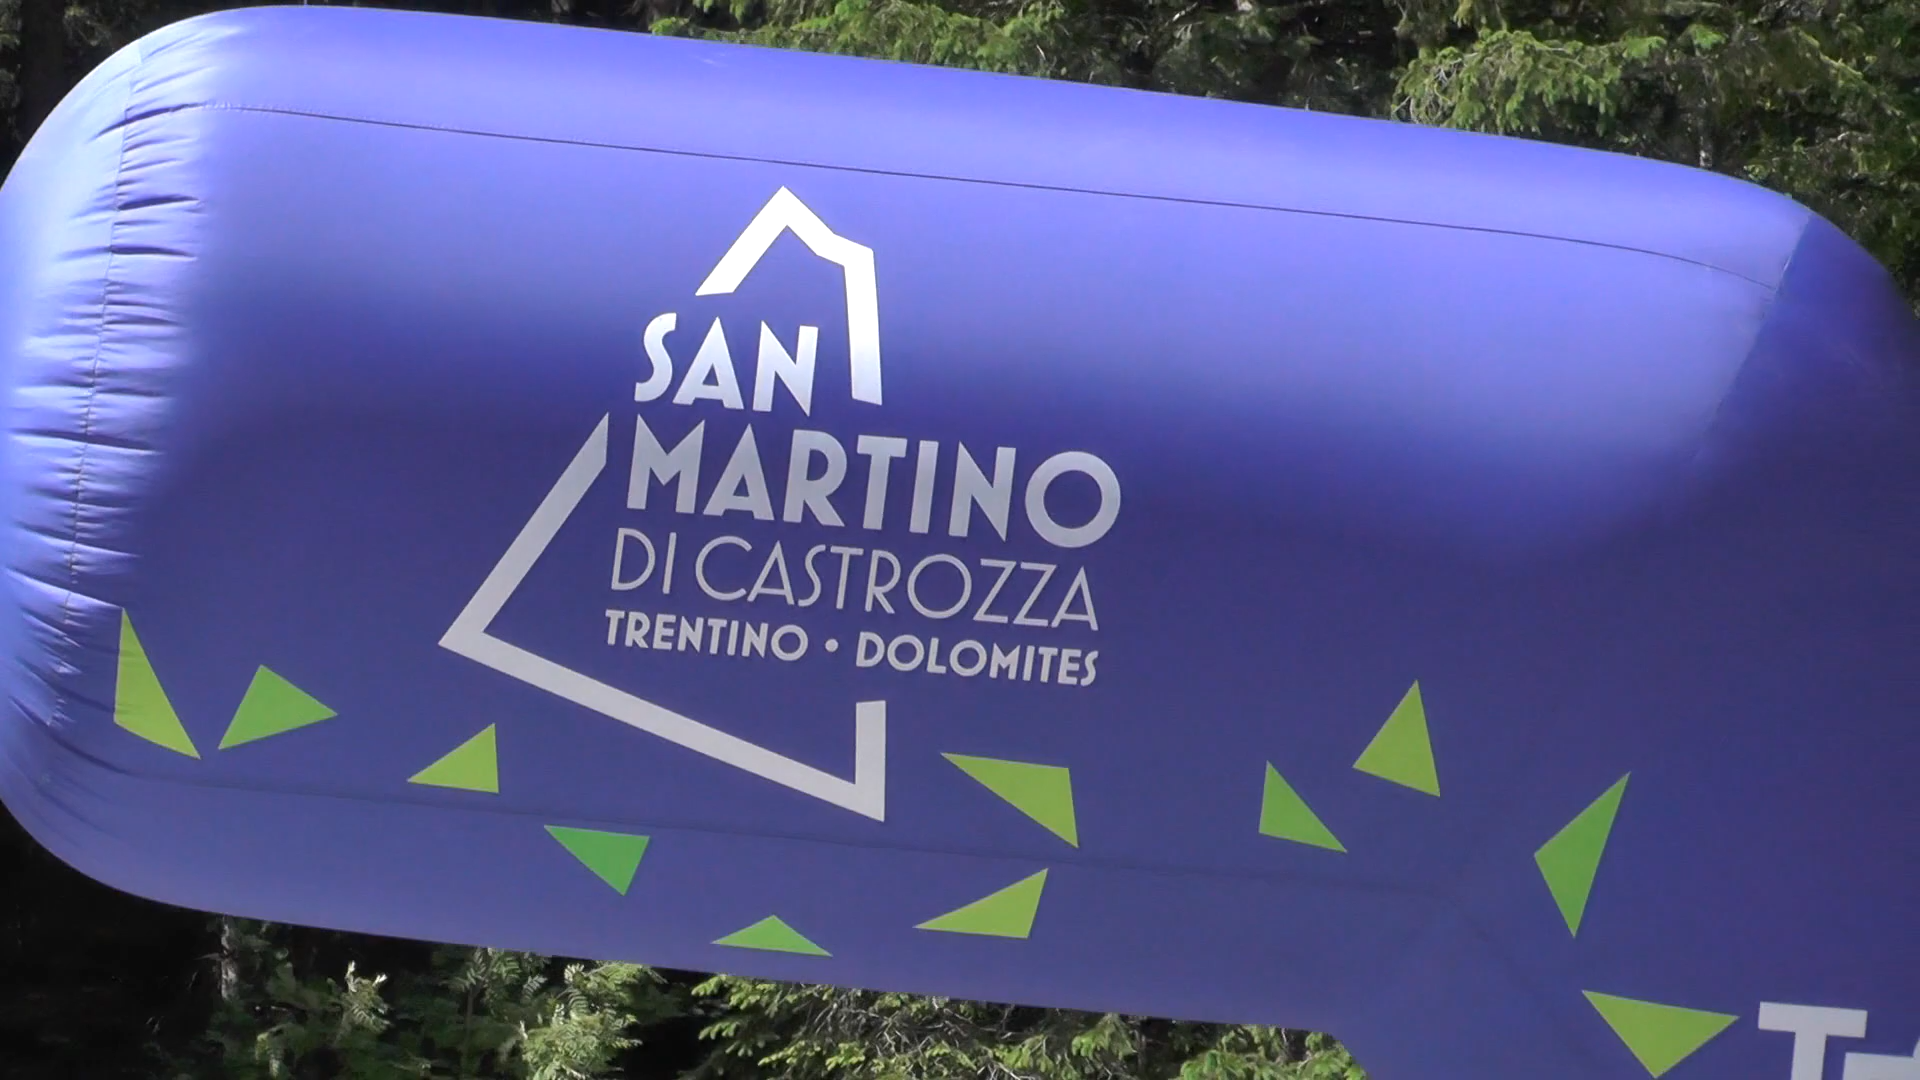 SAN
MARTINO
DI CASTROZZA
TRENTINO • DOLOMITES